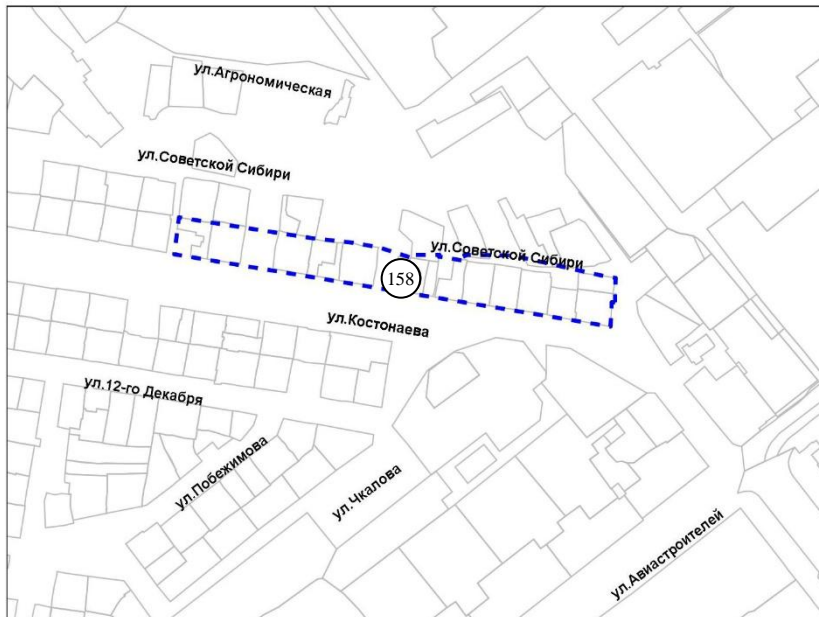 ул.Агрономическая
ул.Советской Сибири
ул.Советской Сибири
158
ул.Костонаева
ул.12-го Декабря
ул.Побежимова
ул.Чкалова
ул.Авиастроителей